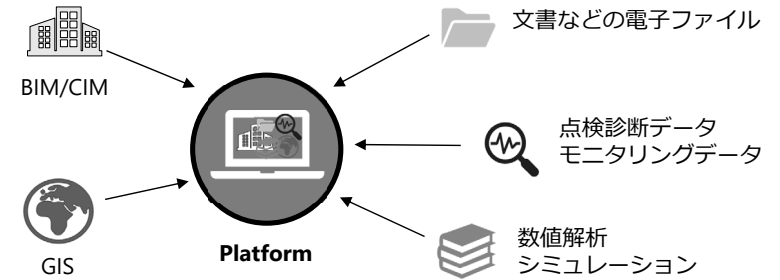 文書などの電子ファイル
BIM/CIM
点検診断データ
モニタリングデータ
Platform
数値解析
シミュレーション
GIS